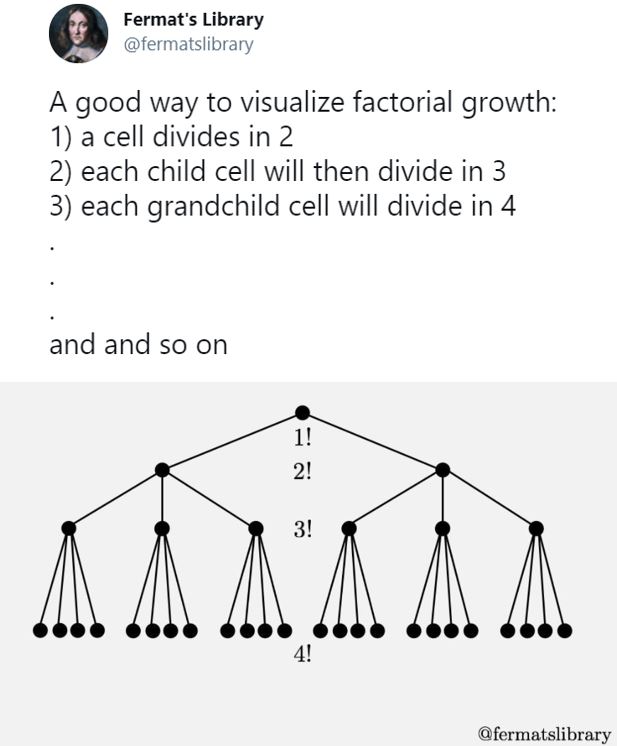 Fermat's Library
@fermatslibrary
A good way to visualize factorial growth:
1) a cell divides in 2
2) each child cell will then divide in 3
3) each grandchild cell will divide in 4
.
.
.
and and so on
1!
2!
3!
4!
@fermatslibrary